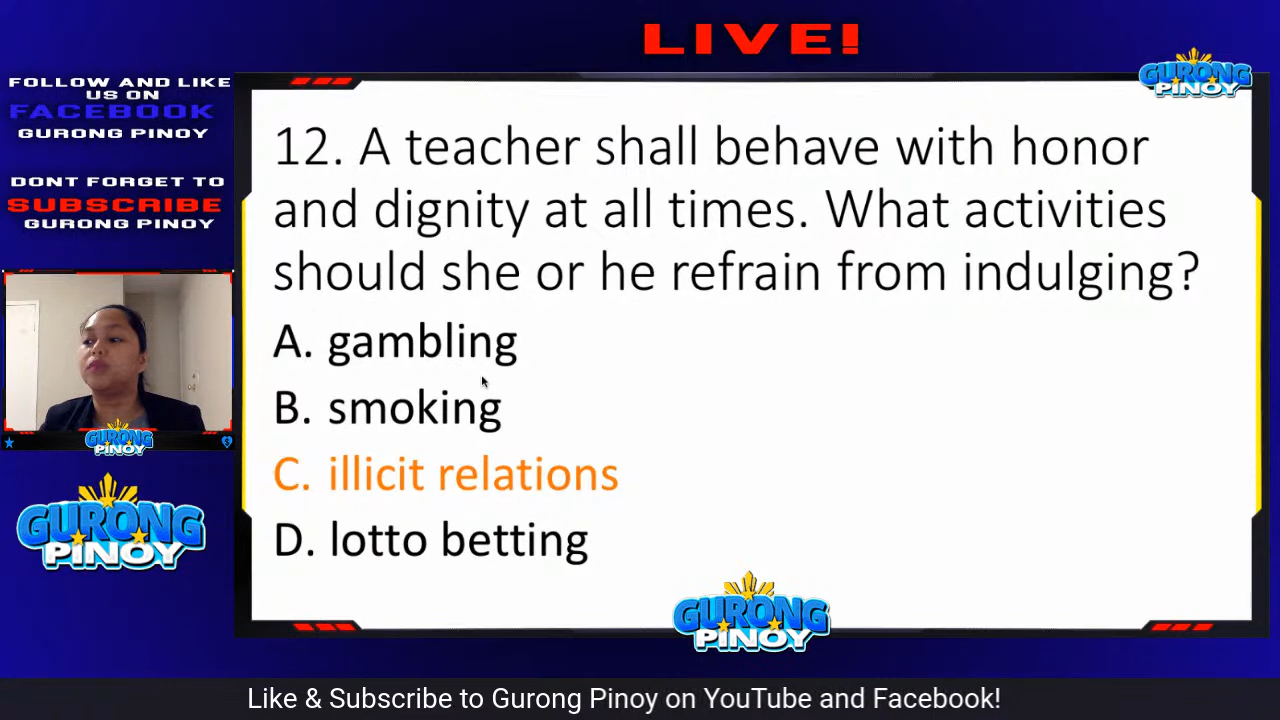 LIVE!
FOLLOW AND LIKE
US ON
FACEBOOK
GURONG PINOY
DONT FORGET TO
SUBSCRIBE
GURONG PINOY
GURONG
PINOY
12. A teacher shall behave with honor
and dignity at all times. What activities
should she or he refrain from indulging?
A. gambling
B. smoking
C. illicit relations
D. lotto betting
GURONG
PINOY
GURONG
PINOY
GURONG
PINOY
Like & Subscribe to Gurong Pinoy on YouTube and Facebook!